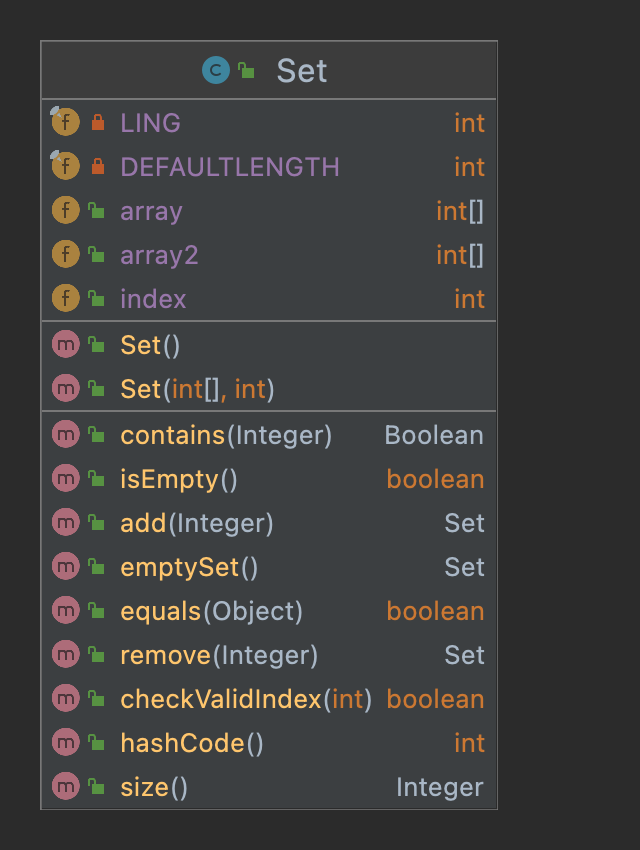 C Set
f LING int
f DEFAULTLENGTH int
f array int[]
f array2 int[]
f index int
m Set()
m Set(int[], int)
m contains(Integer) Boolean
m isEmpty() boolean
m add(Integer) Set
m emptySet() Set
m equals(Object) boolean
m remove(Integer) Set
m checkValidIndex(int) boolean
m hashCode() int
m size() Integer